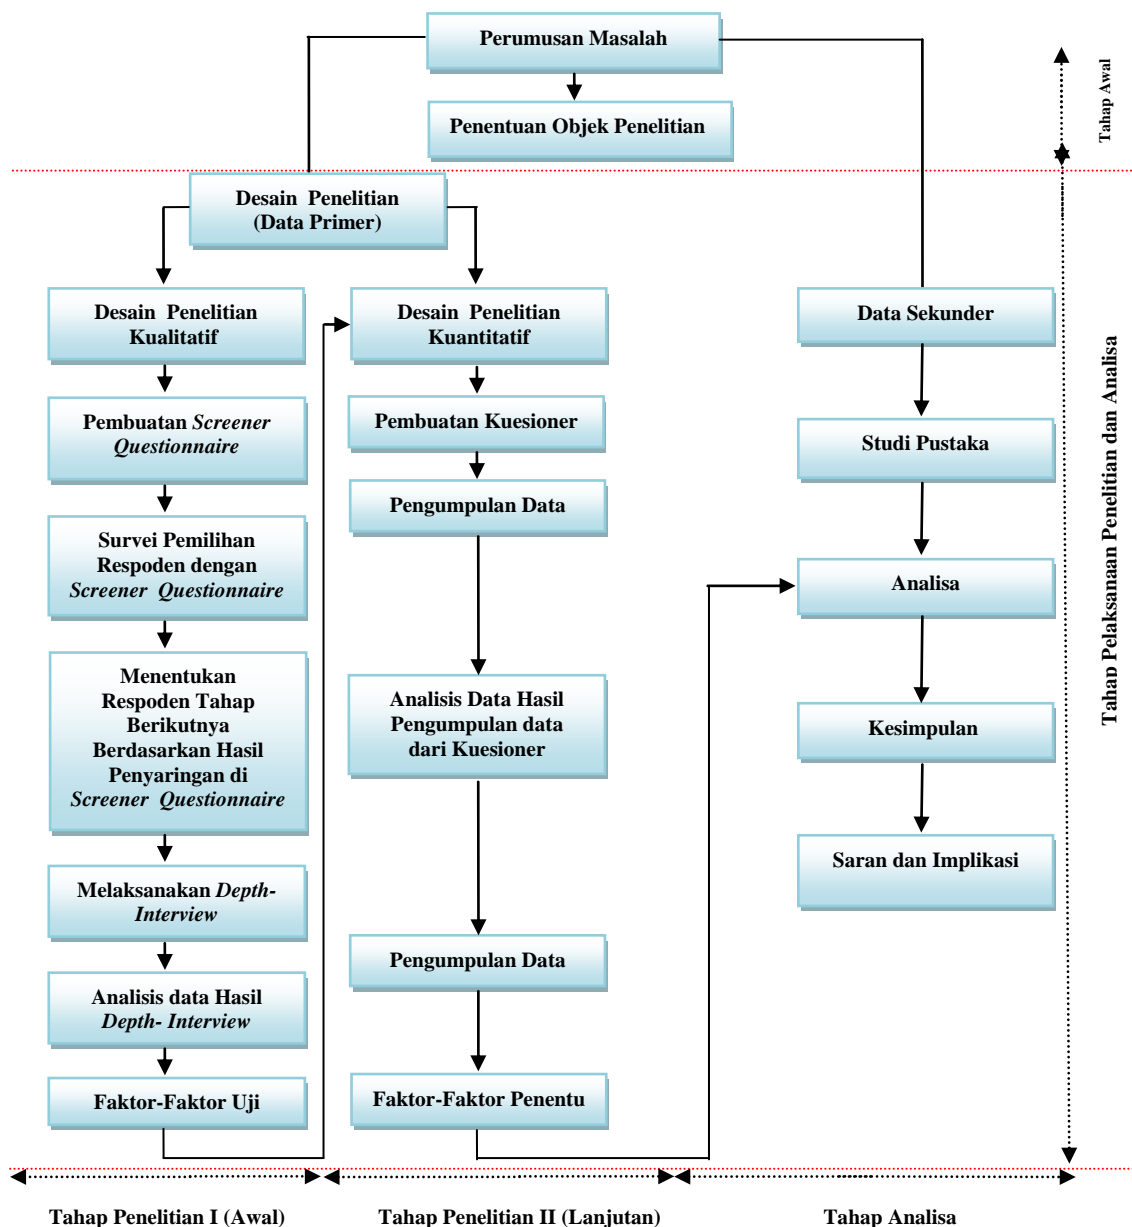 Perumusan Masalah
Penentuan Objek Penelitian
Tahap Awal
Desain Penelitian
(Data Primer)
Desain Penelitian
Kualitatif
Pembuatan Screener
Questionnaire
Survei Pemilihan
Respoden dengan
Screener Questionnaire
Menentukan
Respoden Tahap
Berikutnya
Berdasarkan Hasil
Penyaringan di
Screener Questionnaire
Melaksanakan Depth-
Interview
Analisis data Hasil
Depth- Interview
Faktor-Faktor Uji
Desain Penelitian
Kuantitatif
Pembuatan Kuesioner
Pengumpulan Data
Analisis Data Hasil
Pengumpulan data
dari Kuesioner
Pengumpulan Data
Faktor-Faktor Penentu
Data Sekunder
Studi Pustaka
Analisa
Kesimpulan
Saran dan Implikasi
Tahap Pelaksanaan Penelitian dan Analisa
Tahap Penelitian I (Awal)
Tahap Penelitian II (Lanjutan)
Tahap Analisa